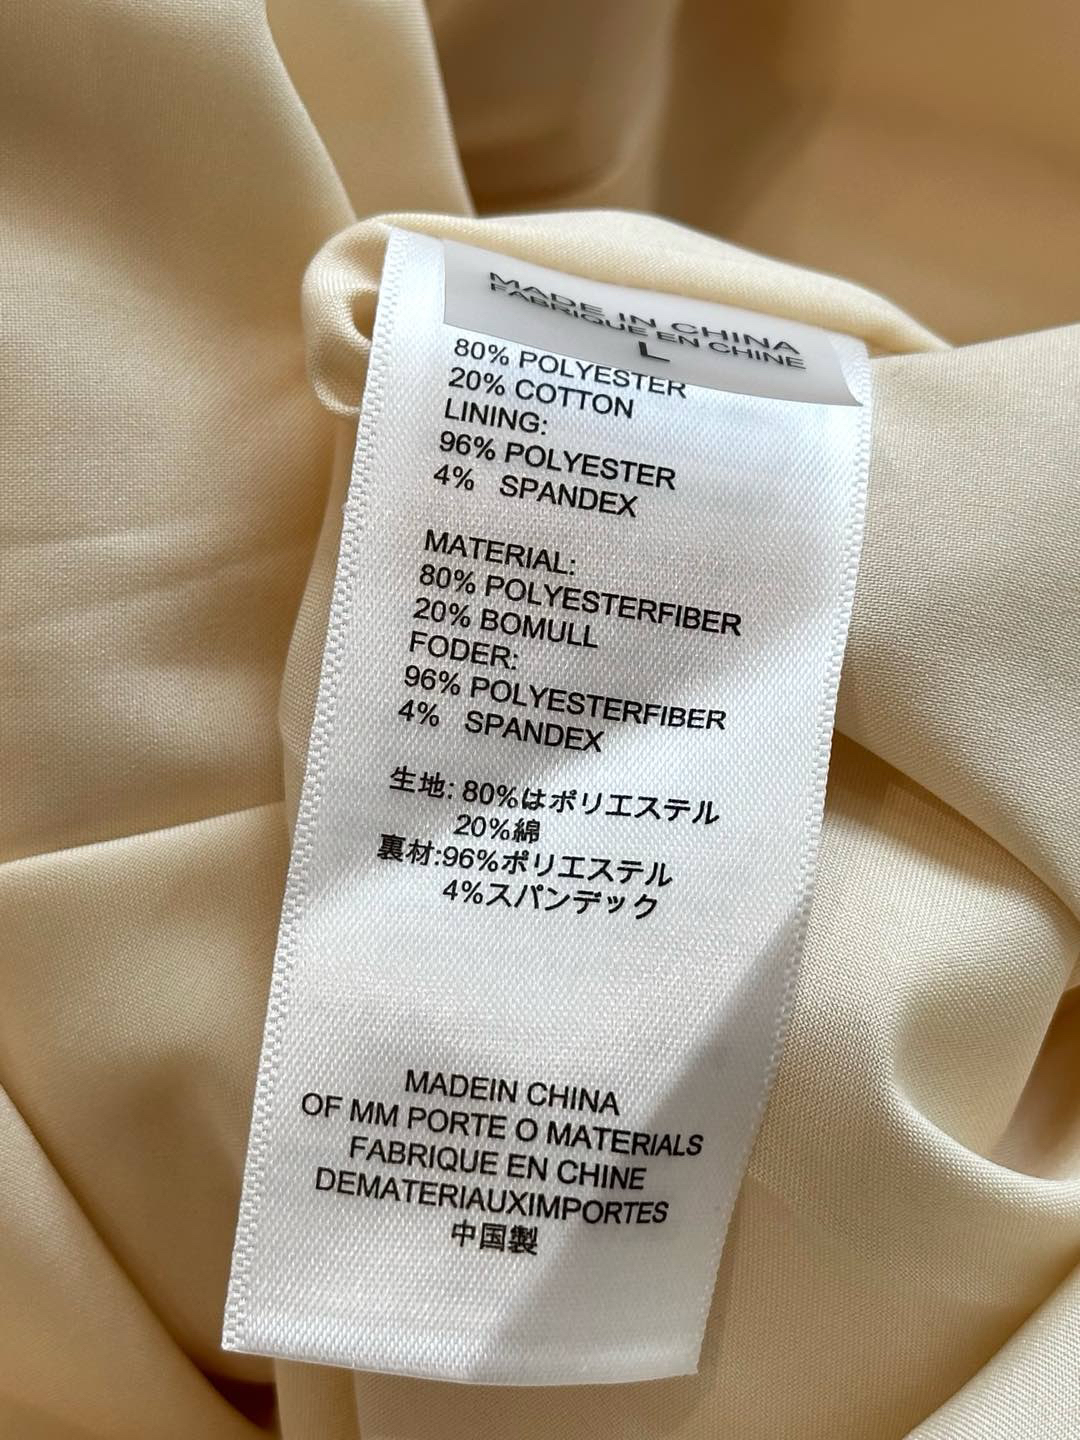 MADE IN CHINA
FABRIQUE EN CHINE
L
80% POLYESTER
20% COTTON
LINING:
96% POLYESTER
4% SPANDEX
MATERIAL:
80% POLYESTERFIBER
20% BOMULL
FODER:
96% POLYESTERFIBER
4% SPANDEX
生地: 80%はポリエステル
20%綿
裏材:96%ポリエステル
4%スパンデック
MADEIN CHINA
OF MM PORTE O MATERIALS
FABRIQUE EN CHINE
DEMATERIAUXIMPORTES
中国製